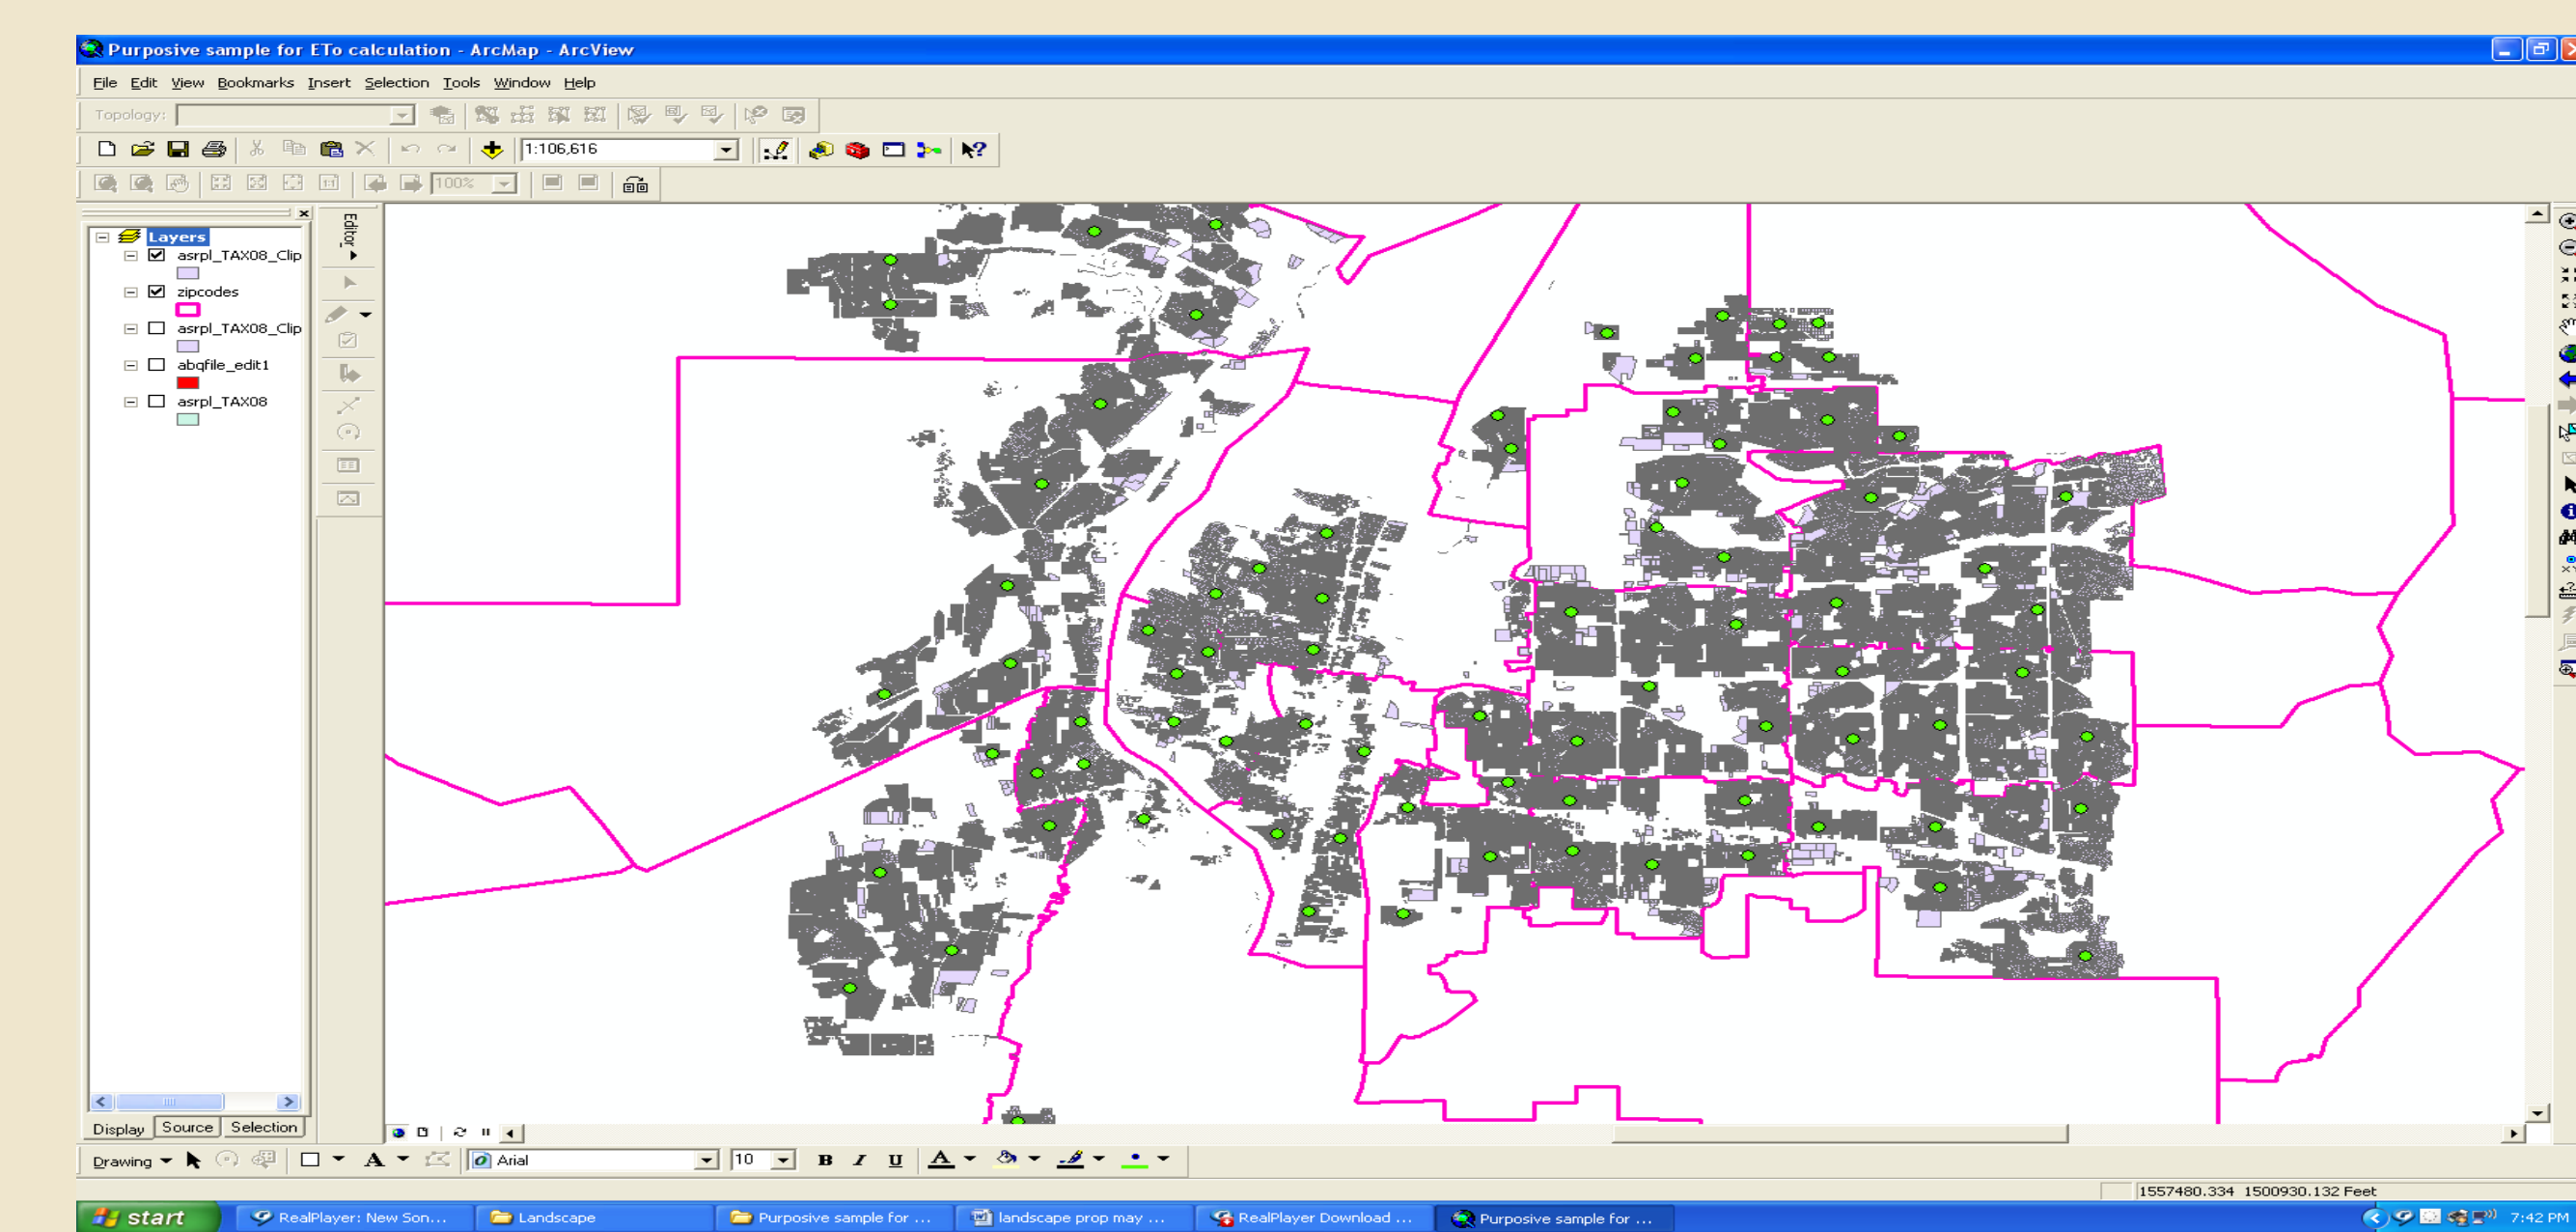 Purposive sample for ETo calculation - ArcMap - ArcView
File Edit View Bookmarks Insert Selection Tools Window Help
Topology:
1:106,616
100%
Layers
asrpl_TAX08_Clip
zipcodes
asrpl_TAX08_Clip
abqfile_edit1
asrpl_TAX08
Editor
Display Source Selection
Drawing A Arial 10 B I U A
1557480.334 1500930.132 Feet
start RealPlayer: New Son... Landscape Purposive sample for ... landscape prop may ... RealPlayer Download ... Purposive sample for ... 7:42 PM